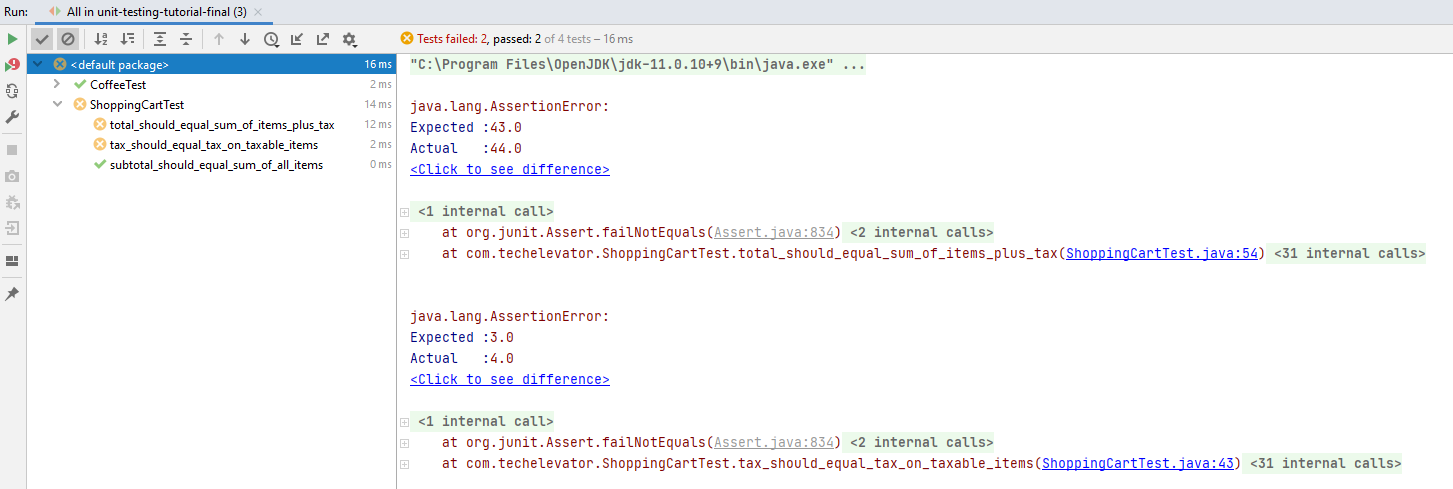 Run: All in unit-testing-tutorial-final (3)
Tests failed: 2, passed: 2 of 4 tests – 16 ms
<default package> 16 ms
CoffeeTest 2 ms
ShoppingCartTest 14 ms
total_should_equal_sum_of_items_plus_tax 12 ms
tax_should_equal_tax_on_taxable_items 2 ms
subtotal_should_equal_sum_of_all_items 0 ms
"C:\Program Files\OpenJDK\jdk-11.0.10+9\bin\java.exe" ...
java.lang.AssertionError:
Expected :43.0
Actual   :44.0
<Click to see difference>
<1 internal call>
at org.junit.Assert.failNotEquals(Assert.java:834) <2 internal calls>
at com.techelevator.ShoppingCartTest.total_should_equal_sum_of_items_plus_tax(ShoppingCartTest.java:54) <31 internal calls>
java.lang.AssertionError:
Expected :3.0
Actual   :4.0
<Click to see difference>
<1 internal call>
at org.junit.Assert.failNotEquals(Assert.java:834) <2 internal calls>
at com.techelevator.ShoppingCartTest.tax_should_equal_tax_on_taxable_items(ShoppingCartTest.java:43) <31 internal calls>